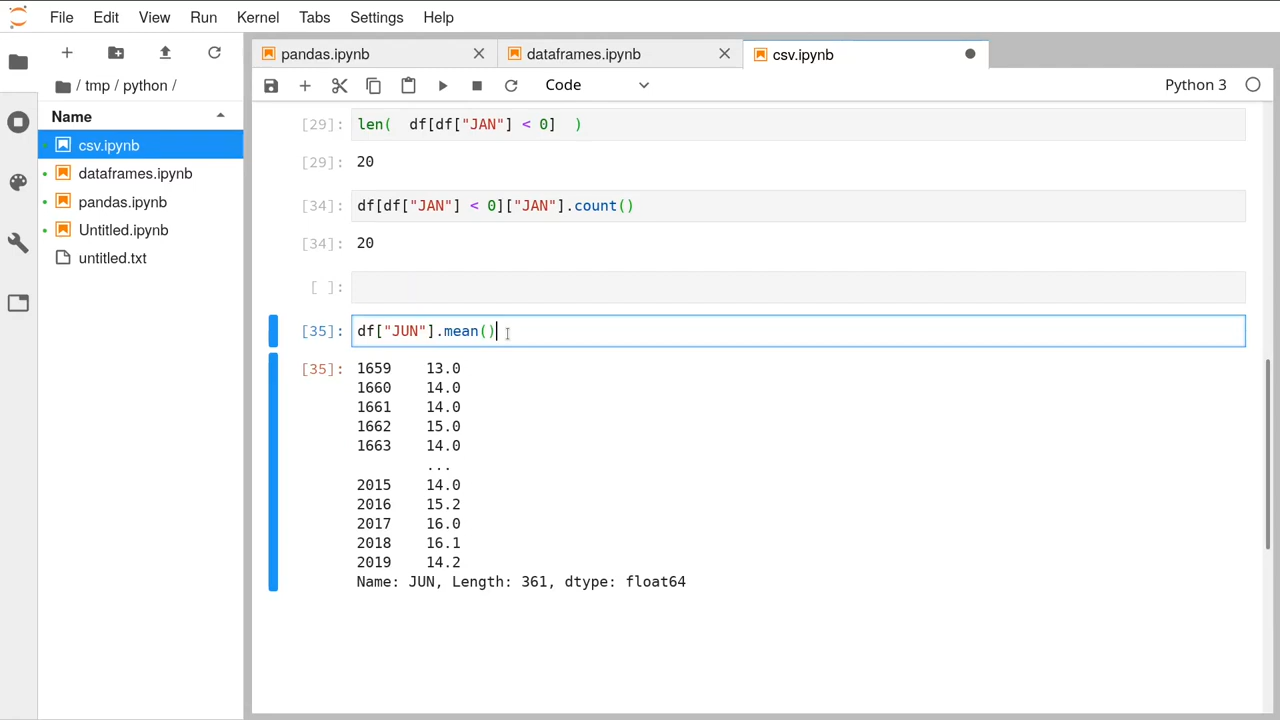 File Edit View Run Kernel Tabs Settings Help
/ tmp / python /
Name
csv.ipynb
dataframes.ipynb
pandas.ipynb
Untitled.ipynb
untitled.txt
pandas.ipynb dataframes.ipynb csv.ipynb
Code Python 3
[29]: len(  df[df["JAN"] < 0]  )
[29]: 20
[34]: df[df["JAN"] < 0]["JAN"].count()
[34]: 20
[ ]:
[35]: df["JUN"].mean()
[35]: 1659    13.0
1660    14.0
1661    14.0
1662    15.0
1663    14.0
...
2015    14.0
2016    15.2
2017    16.0
2018    16.1
2019    14.2
Name: JUN, Length: 361, dtype: float64